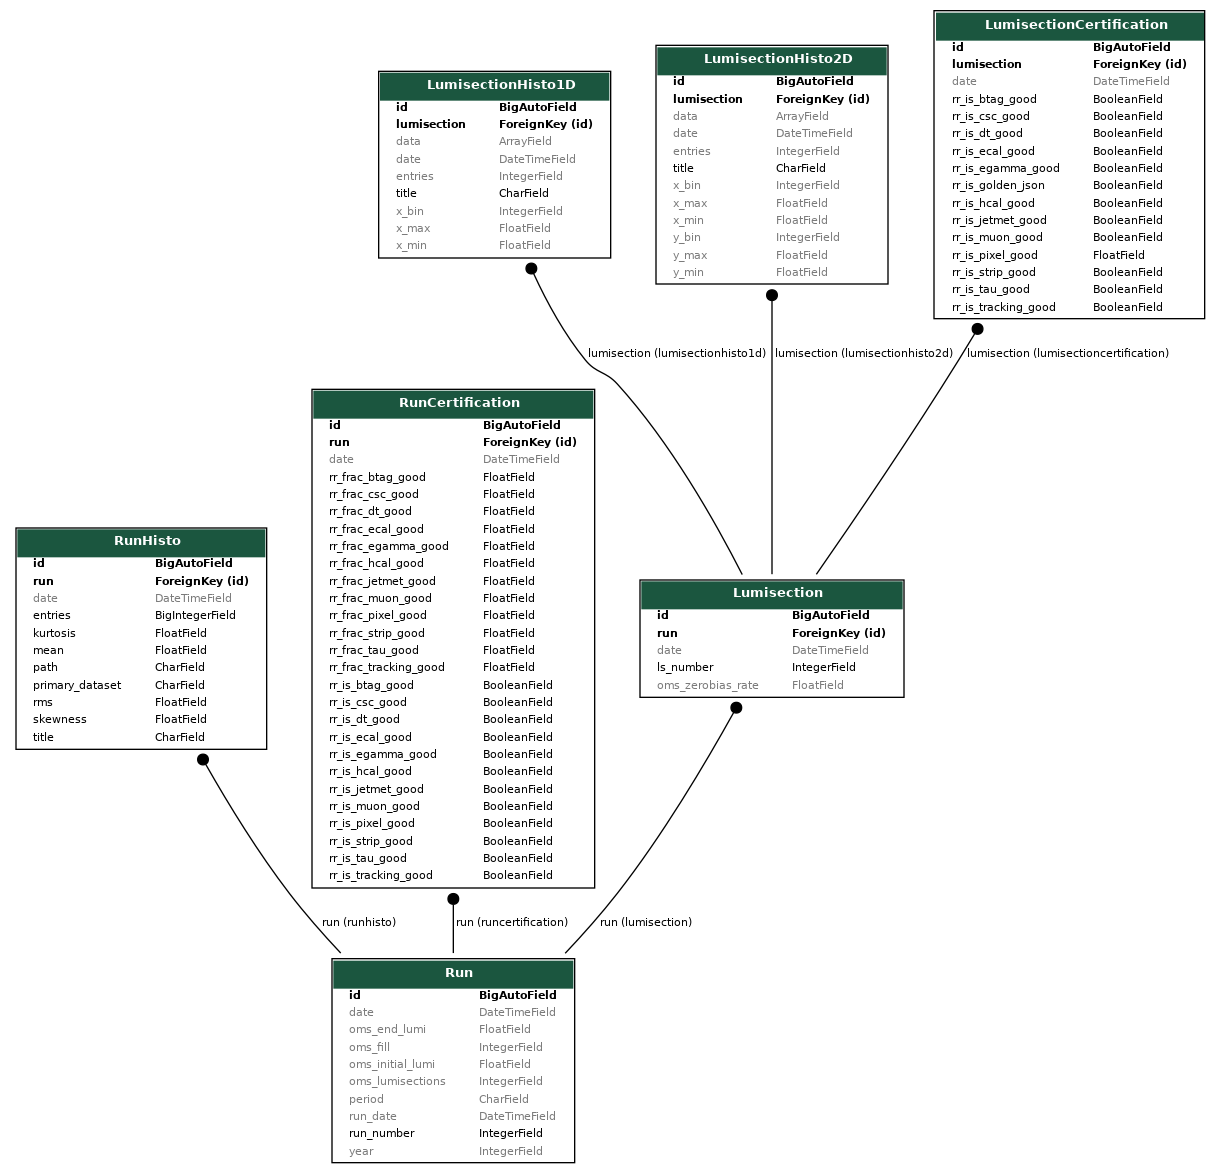 LumisectionCertification
id BigAutoField
lumisection ForeignKey (id)
date DateTimeField
rr_is_btag_good BooleanField
rr_is_csc_good BooleanField
rr_is_dt_good BooleanField
rr_is_ecal_good BooleanField
rr_is_egamma_good BooleanField
rr_is_golden_json BooleanField
rr_is_hcal_good BooleanField
rr_is_jetmet_good BooleanField
rr_is_muon_good BooleanField
rr_is_pixel_good FloatField
rr_is_strip_good BooleanField
rr_is_tau_good BooleanField
rr_is_tracking_good BooleanField
LumisectionHisto2D
id BigAutoField
lumisection ForeignKey (id)
data ArrayField
date DateTimeField
entries IntegerField
title CharField
x_bin IntegerField
x_max FloatField
x_min FloatField
y_bin IntegerField
y_max FloatField
y_min FloatField
LumisectionHisto1D
id BigAutoField
lumisection ForeignKey (id)
data ArrayField
date DateTimeField
entries IntegerField
title CharField
x_bin IntegerField
x_max FloatField
x_min FloatField
lumisection (lumisectionhisto1d)
lumisection (lumisectionhisto2d)
lumisection (lumisectioncertification)
RunCertification
id BigAutoField
run ForeignKey (id)
date DateTimeField
rr_frac_btag_good FloatField
rr_frac_csc_good FloatField
rr_frac_dt_good FloatField
rr_frac_ecal_good FloatField
rr_frac_egamma_good FloatField
rr_frac_hcal_good FloatField
rr_frac_jetmet_good FloatField
rr_frac_muon_good FloatField
rr_frac_pixel_good FloatField
rr_frac_strip_good FloatField
rr_frac_tau_good FloatField
rr_frac_tracking_good FloatField
rr_is_btag_good BooleanField
rr_is_csc_good BooleanField
rr_is_dt_good BooleanField
rr_is_ecal_good BooleanField
rr_is_egamma_good BooleanField
rr_is_hcal_good BooleanField
rr_is_jetmet_good BooleanField
rr_is_muon_good BooleanField
rr_is_pixel_good BooleanField
rr_is_strip_good BooleanField
rr_is_tau_good BooleanField
rr_is_tracking_good BooleanField
RunHisto
id BigAutoField
run ForeignKey (id)
date DateTimeField
entries BigIntegerField
kurtosis FloatField
mean FloatField
path CharField
primary_dataset CharField
rms FloatField
skewness FloatField
title CharField
Lumisection
id BigAutoField
run ForeignKey (id)
date DateTimeField
ls_number IntegerField
oms_zerobias_rate FloatField
run (runhisto)
run (runcertification)
run (lumisection)
Run
id BigAutoField
date DateTimeField
oms_end_lumi FloatField
oms_fill IntegerField
oms_initial_lumi FloatField
oms_lumisections IntegerField
period CharField
run_date DateTimeField
run_number IntegerField
year IntegerField